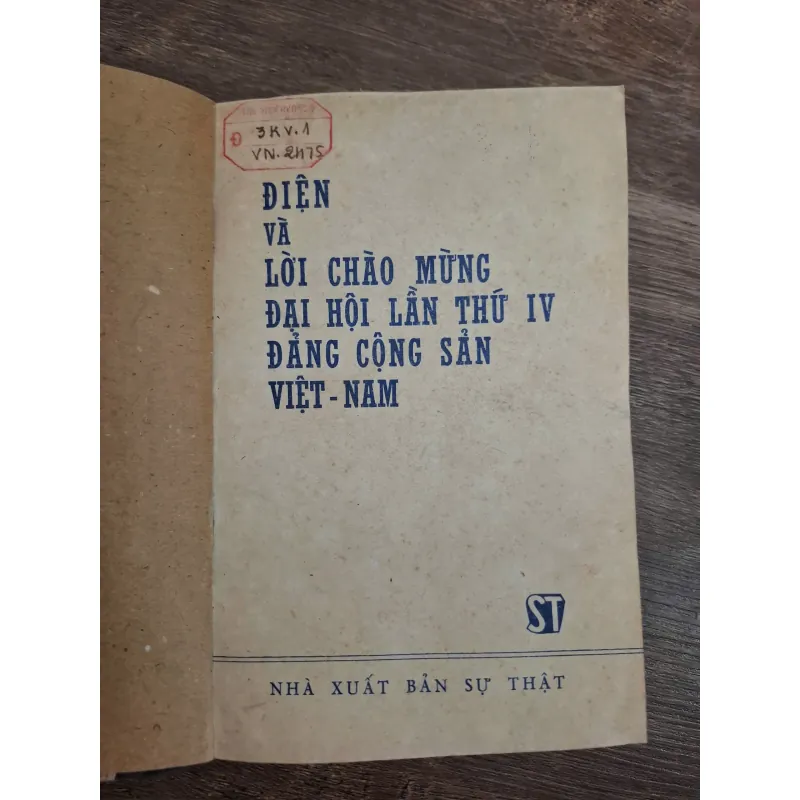 Đ 3KV.1
VN.2475
ĐIỆN
VÀ
LỜI CHÀO MỪNG
ĐẠI HỘI LẦN THỨ IV
ĐẢNG CỘNG SẢN
VIỆT-NAM
ST
NHÀ XUẤT BẢN SỰ THẬT